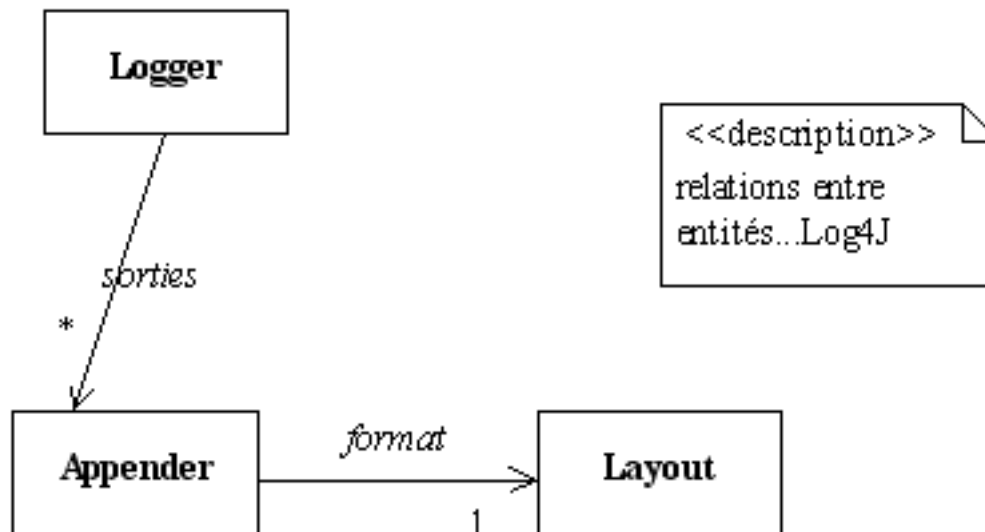 Logger
<<description>>
relations entre
entités...Log4J
sorties
*
format
Appender
Layout
1